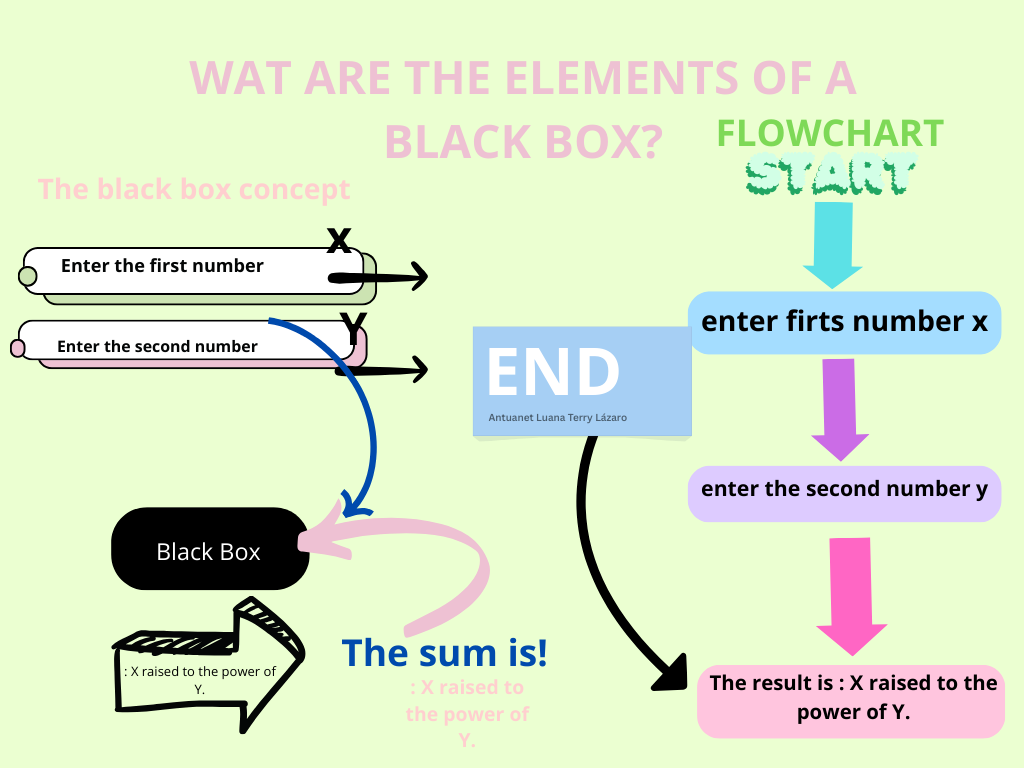 WAT ARE THE ELEMENTS OF A
BLACK BOX?
The black box concept
X
Enter the first number
Y
Enter the second number
Black Box
: X raised to the power of
Y.
The sum is!
: X raised to
the power of
Y.
END
Antuanet Luana Terry Lázaro
FLOWCHART
START
enter firts number x
enter the second number y
The result is : X raised to the
power of Y.